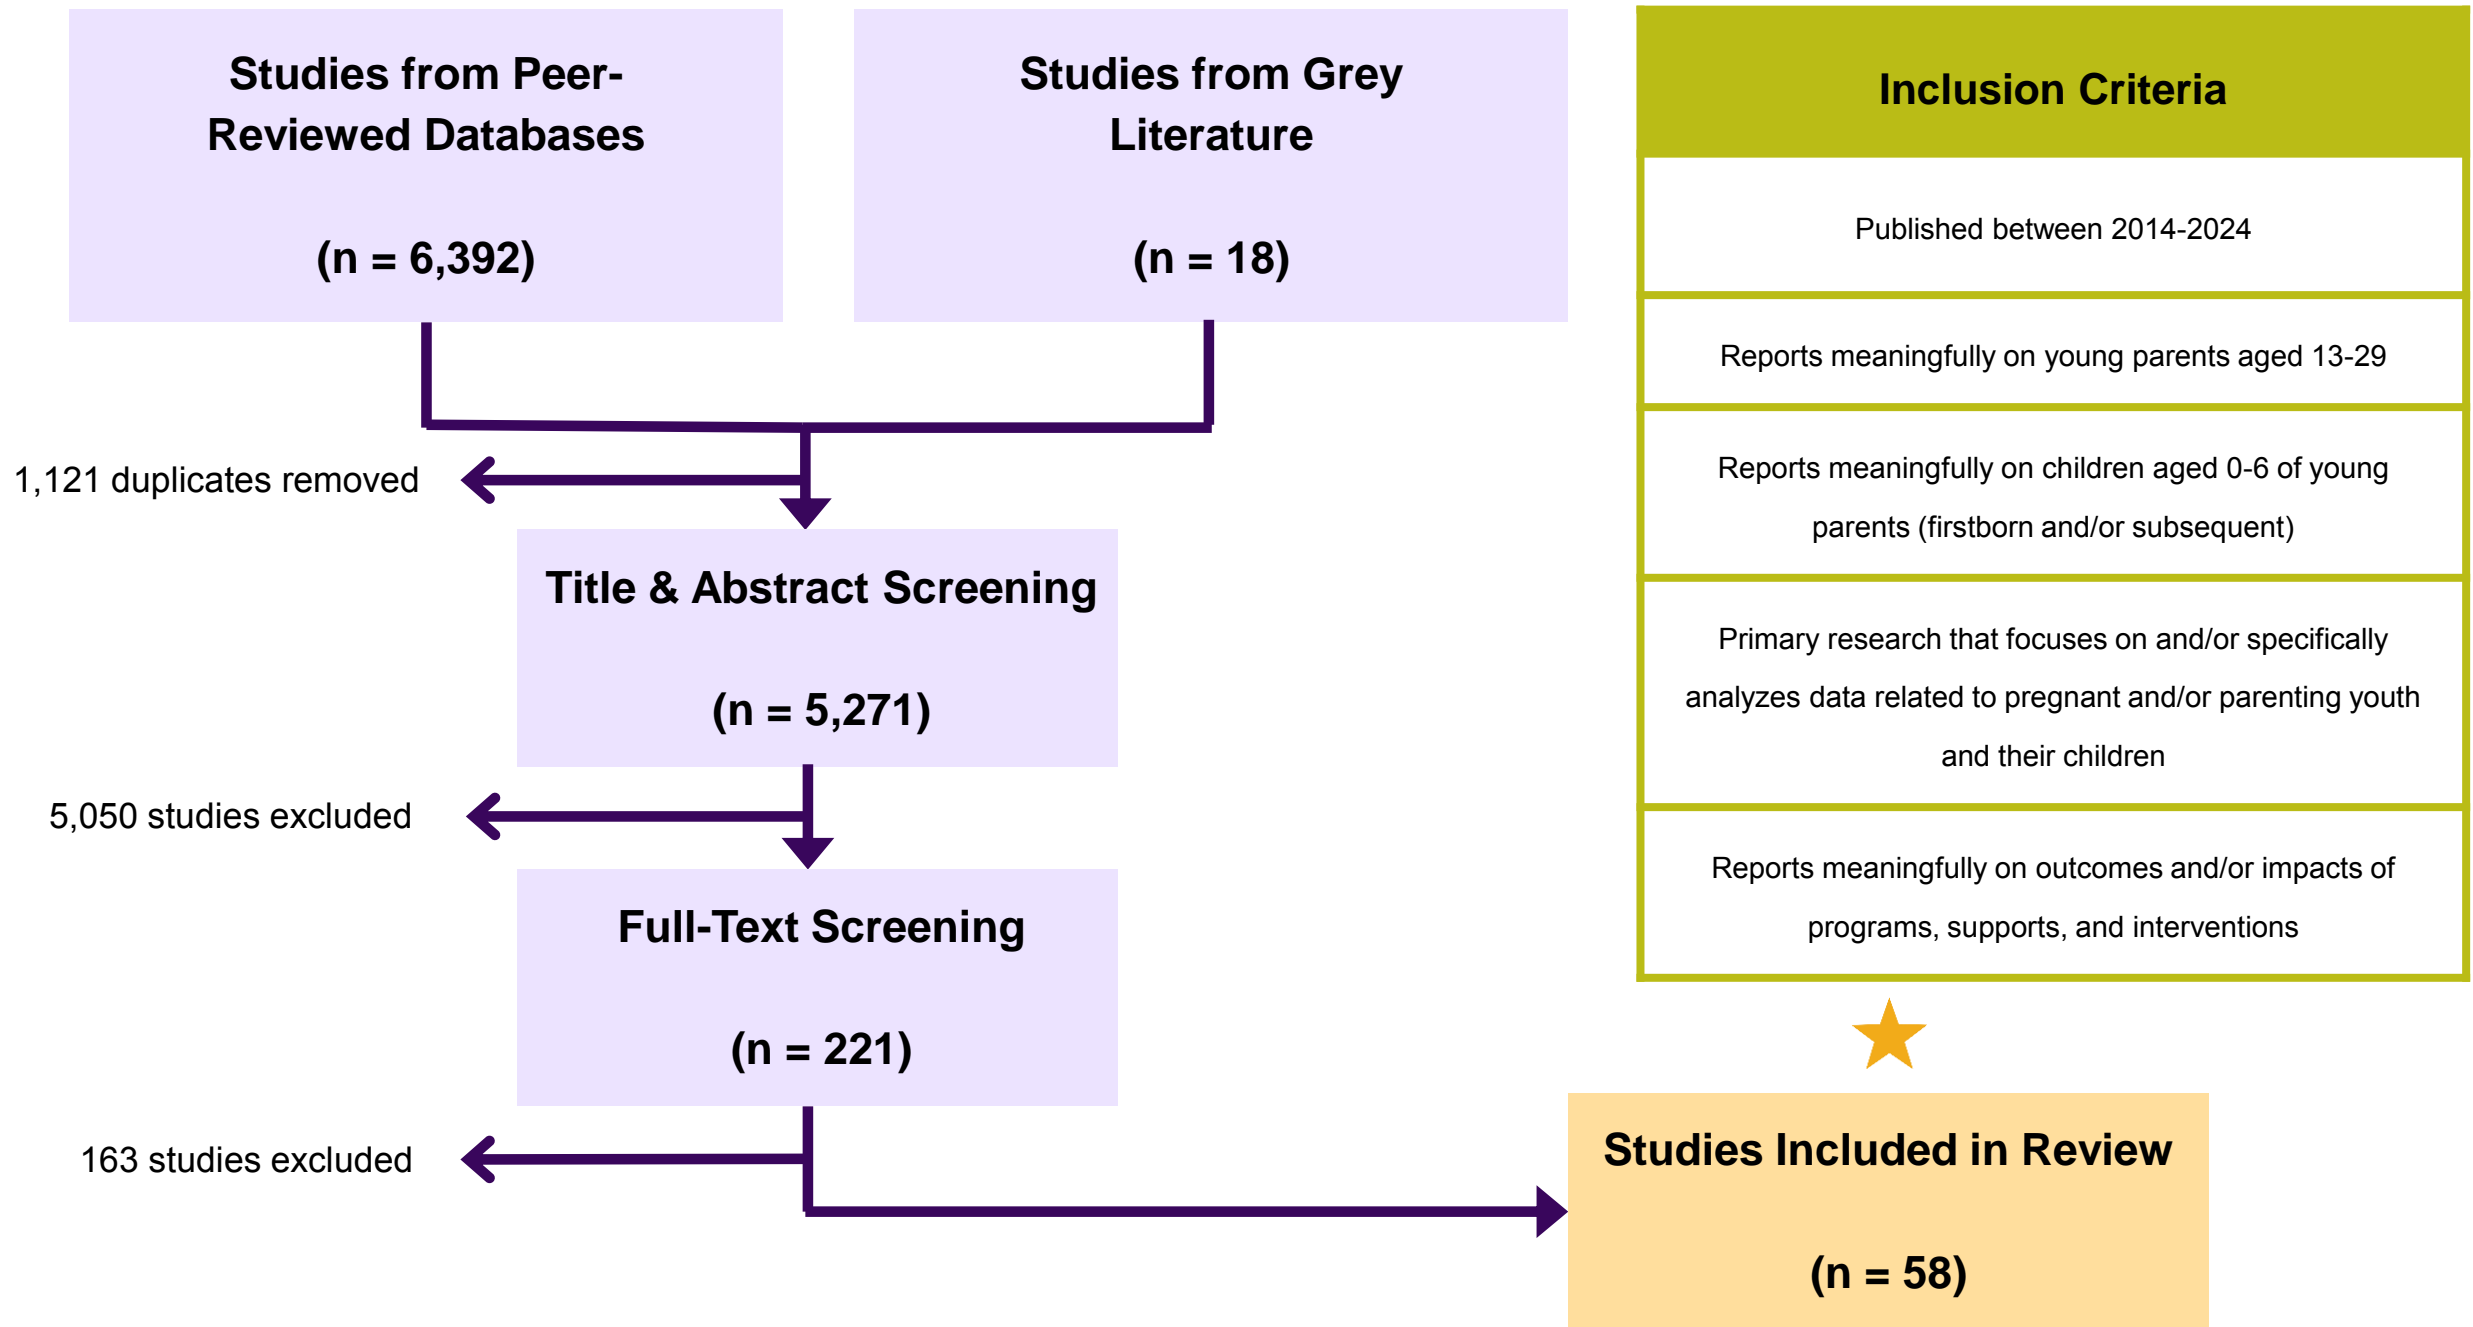 Studies from Peer-
Reviewed Databases
(n = 6,392)
Studies from Grey
Literature
(n = 18)
1,121 duplicates removed
Title & Abstract Screening
(n = 5,271)
5,050 studies excluded
Full-Text Screening
(n = 221)
163 studies excluded
Studies Included in Review
(n = 58)
Inclusion Criteria
Published between 2014-2024
Reports meaningfully on young parents aged 13-29
Reports meaningfully on children aged 0-6 of young
parents (firstborn and/or subsequent)
Primary research that focuses on and/or specifically
analyzes data related to pregnant and/or parenting youth
and their children
Reports meaningfully on outcomes and/or impacts of
programs, supports, and interventions